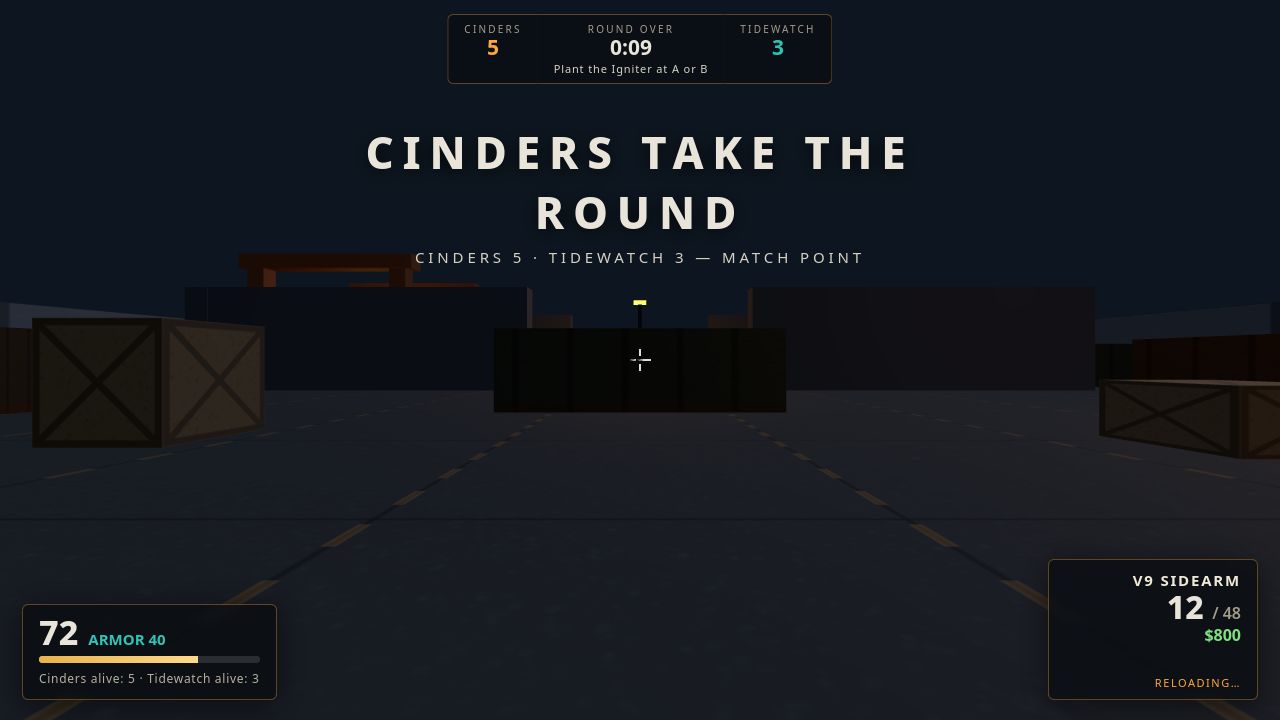 CINDERS
5
ROUND OVER
0:09
Plant the Igniter at A or B
TIDEWATCH
3
CINDERS TAKE THE
ROUND
CINDERS 5 · TIDEWATCH 3 — MATCH POINT
72 ARMOR 40
Cinders alive: 5 · Tidewatch alive: 3
V9 SIDEARM
12 / 48
$800
RELOADING…